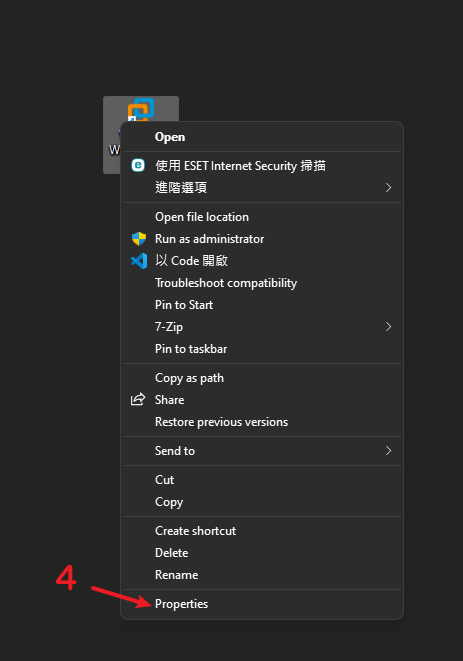 Open
使用 ESET Internet Security 掃描
進階選項
Open file location
Run as administrator
以 Code 開啟
Troubleshoot compatibility
Pin to Start
7-Zip
Pin to taskbar
Copy as path
Share
Restore previous versions
Send to
Cut
Copy
Create shortcut
Delete
Rename
4
Properties